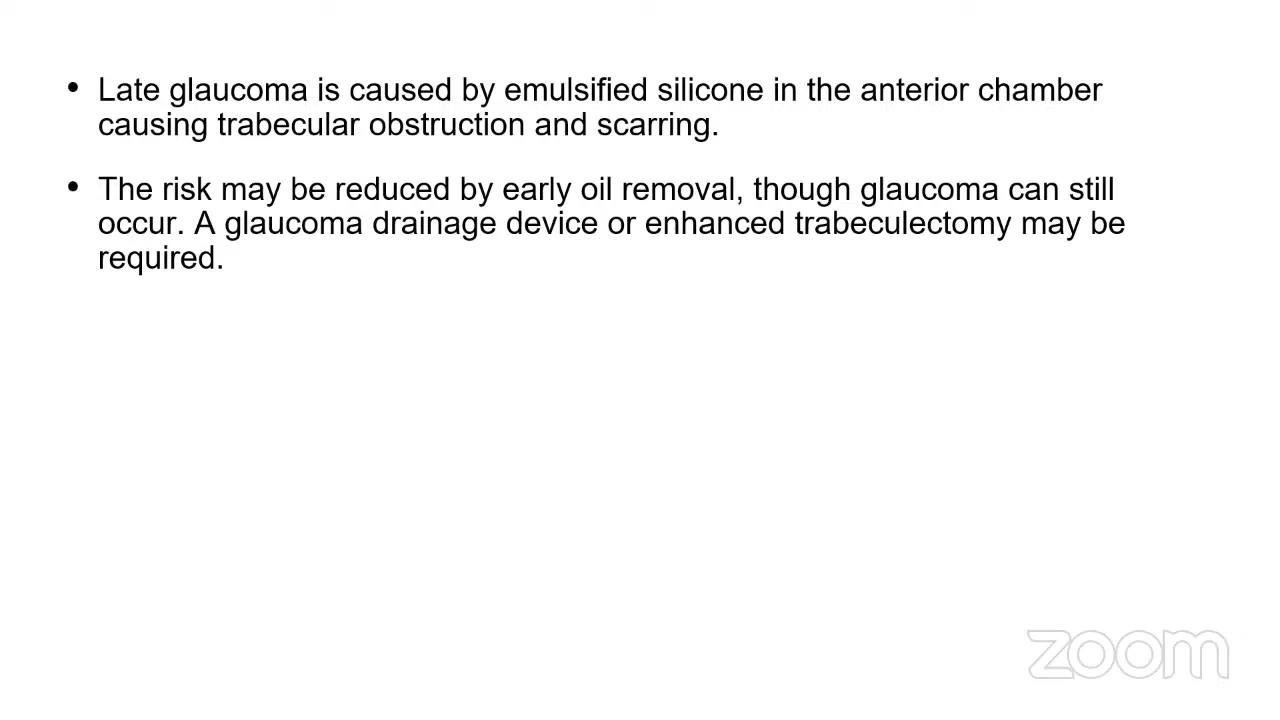 • Late glaucoma is caused by emulsified silicone in the anterior chamber
causing trabecular obstruction and scarring.
• The risk may be reduced by early oil removal, though glaucoma can still
occur. A glaucoma drainage device or enhanced trabeculectomy may be
required.
zoom